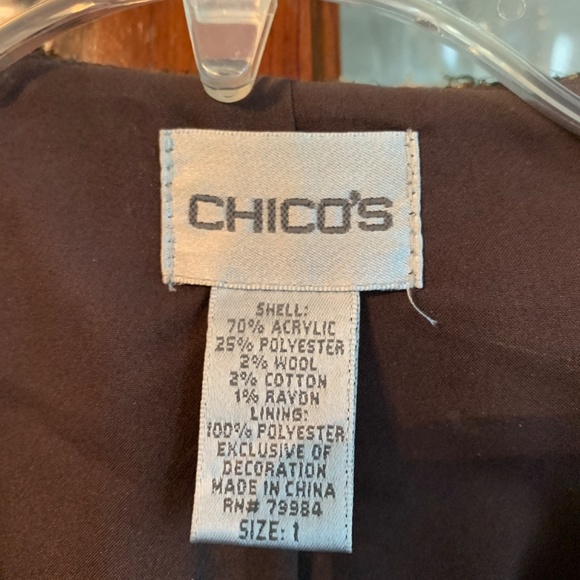 CHICO'S
SHELL:
70% ACRYLIC
25% POLYESTER
2% WOOL
2% COTTON
1% RAYON
LINING:
100% POLYESTER
EXCLUSIVE OF
DECORATION
MADE IN CHINA
RN# 79984
SIZE: 1